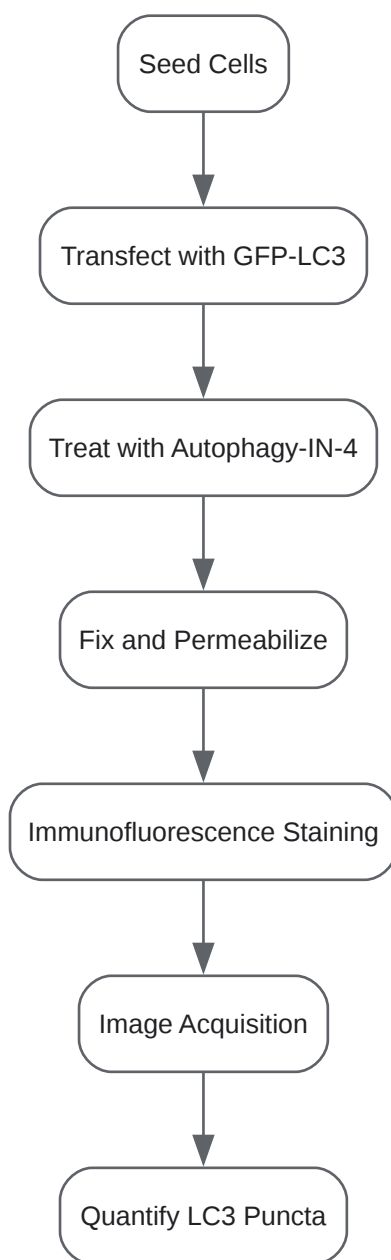 Seed Cells
Transfect with GFP-LC3
Treat with Autophagy-IN-4
Fix and Permeabilize
Immunofluorescence Staining
Image Acquisition
Quantify LC3 Puncta